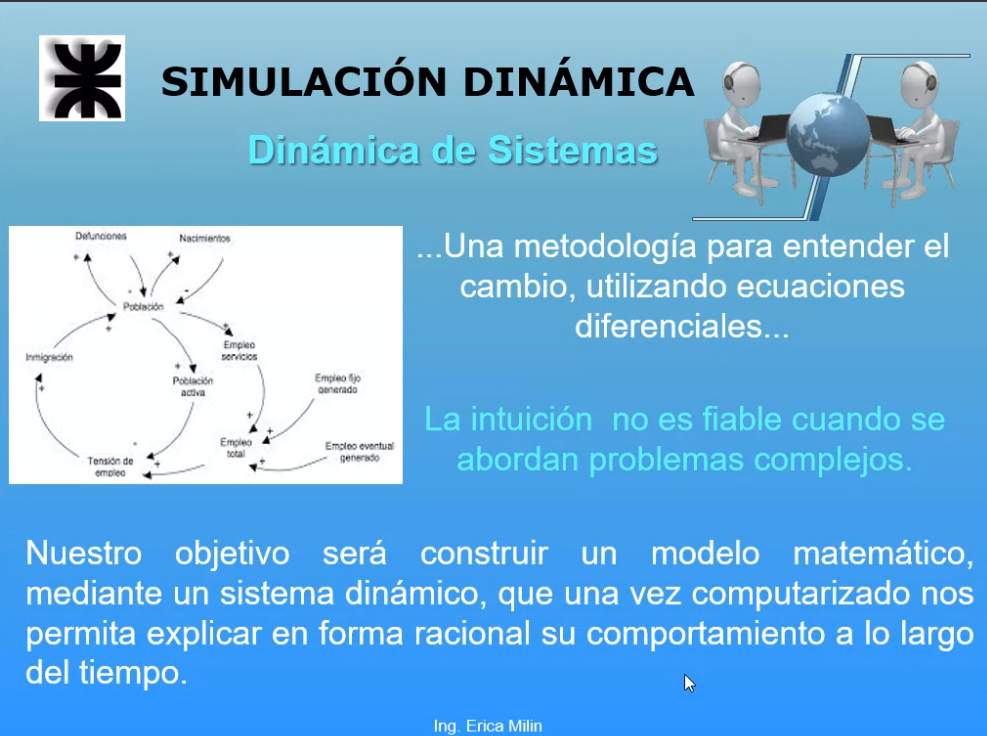 SIMULACIÓN DINÁMICA
Dinámica de Sistemas
Defunciones
Nacimientos
+
+
-
-
Población
+
+
Empleo
servicios
Inmigración
+
+
Población
activa
Empleo fijo
generado
+
+
-
Empleo
total
+
Empleo eventual
generado
Tensión de
empleo
+
...Una metodología para entender el
cambio, utilizando ecuaciones
diferenciales...
La intuición  no es fiable cuando se
abordan problemas complejos.
Nuestro objetivo será construir un modelo matemático,
mediante un sistema dinámico, que una vez computarizado nos
permita explicar en forma racional su comportamiento a lo largo
del tiempo.
Ing. Erica Milin